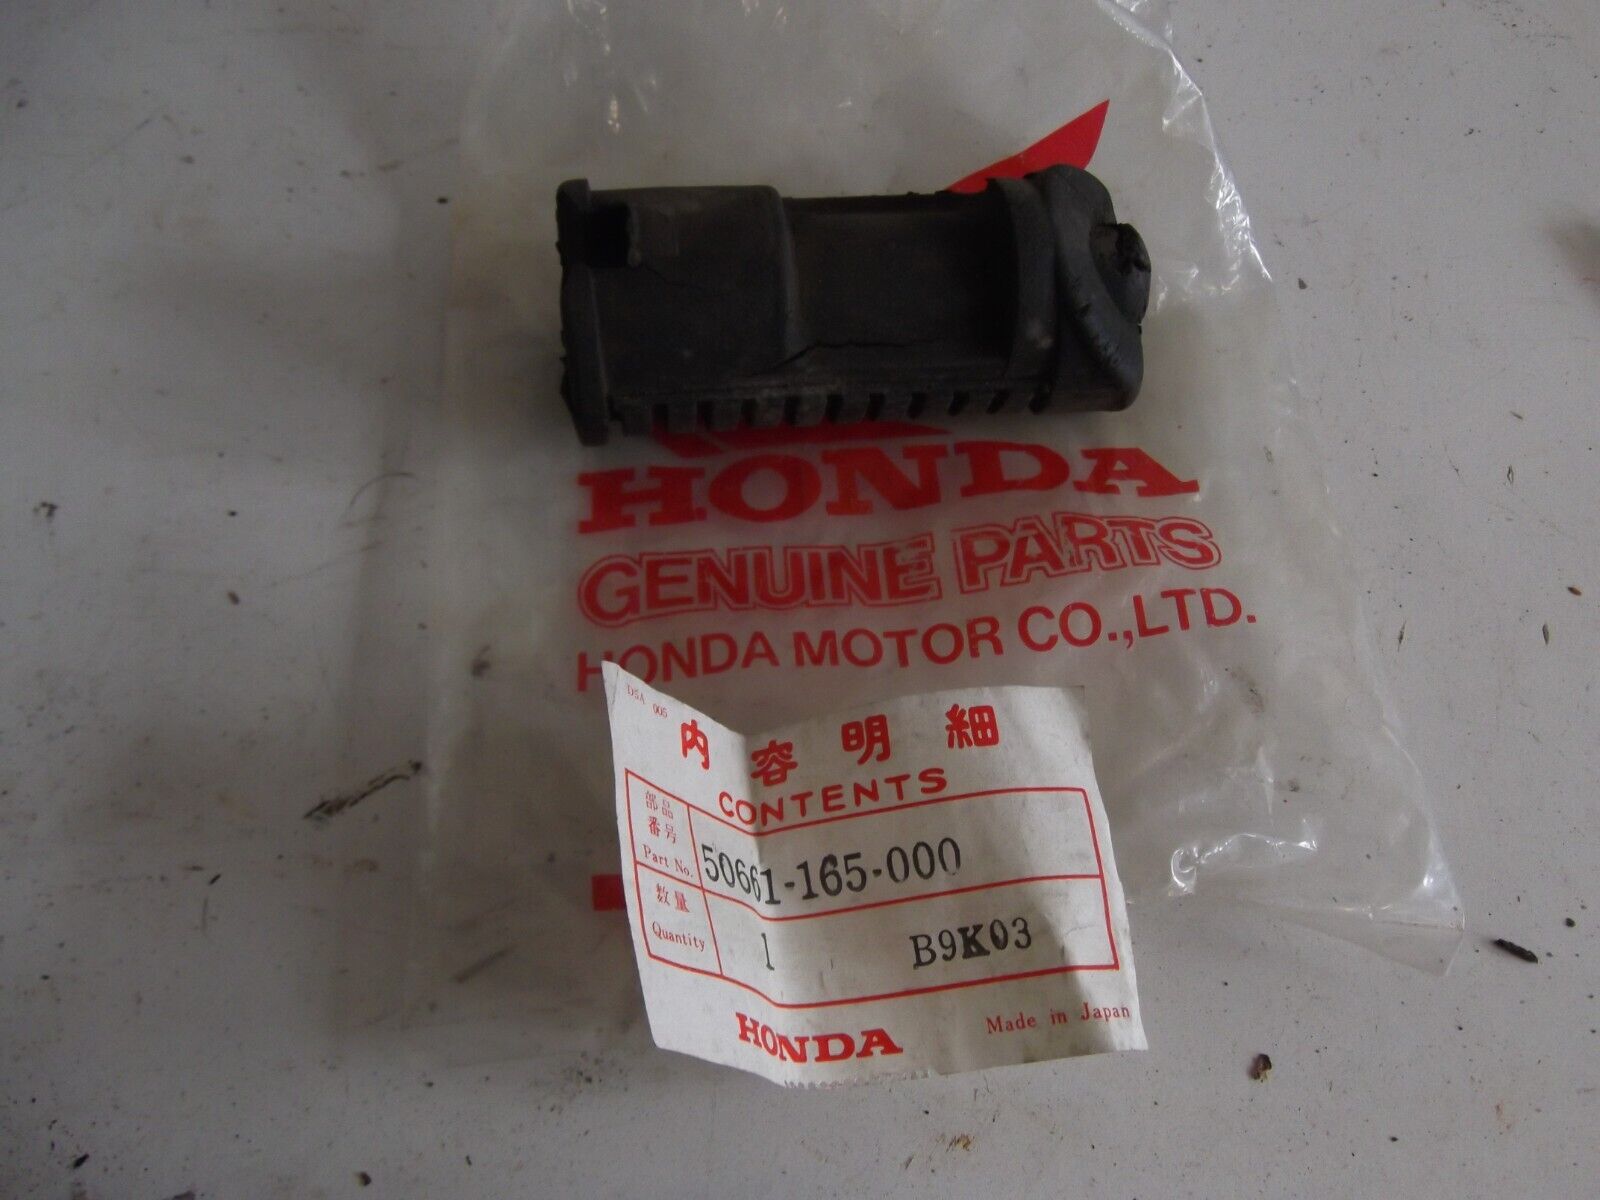 HONDA
GENUINE PARTS
HONDA MOTOR CO.,LTD.
DSA 005
内容明細
CONTENTS
部品
番号
Part No.
50661-165-000
数量
Quantity
1
B9K03
HONDA
Made in Japan